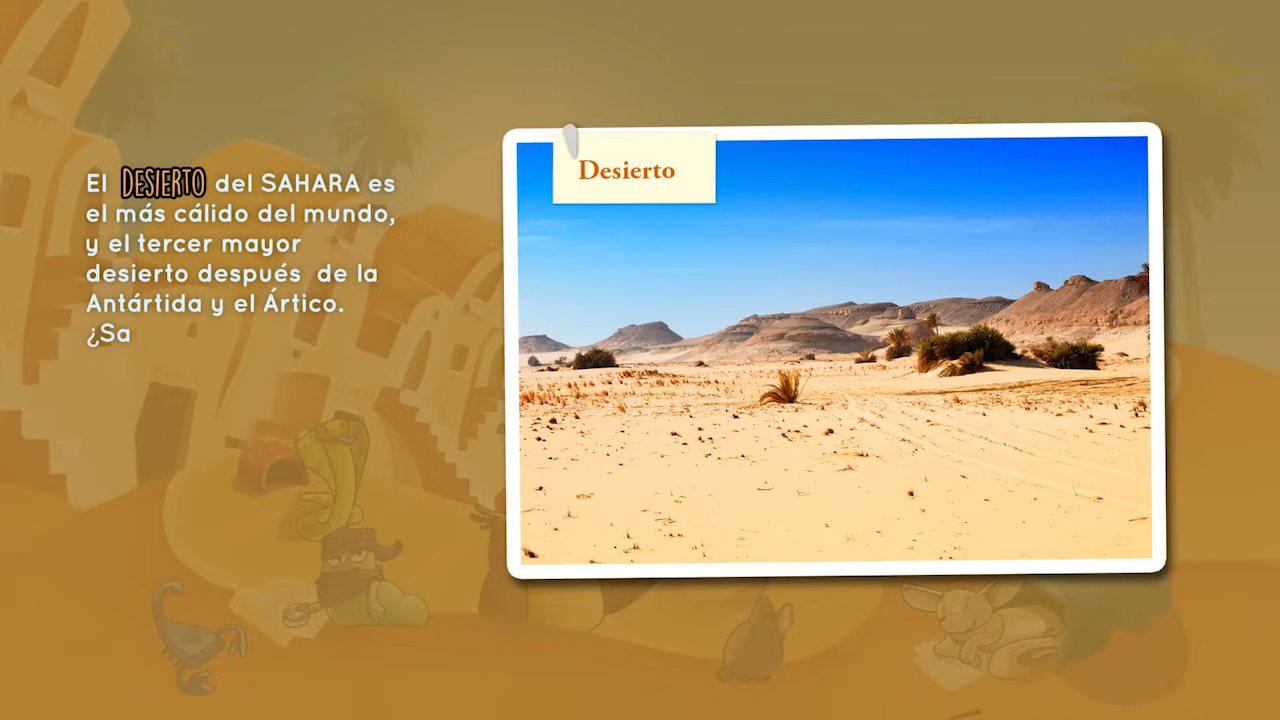 El DESIERTO del SAHARA es
el más cálido del mundo,
y el tercer mayor
desierto después de la
Antártida y el Ártico.
¿Sa
Desierto